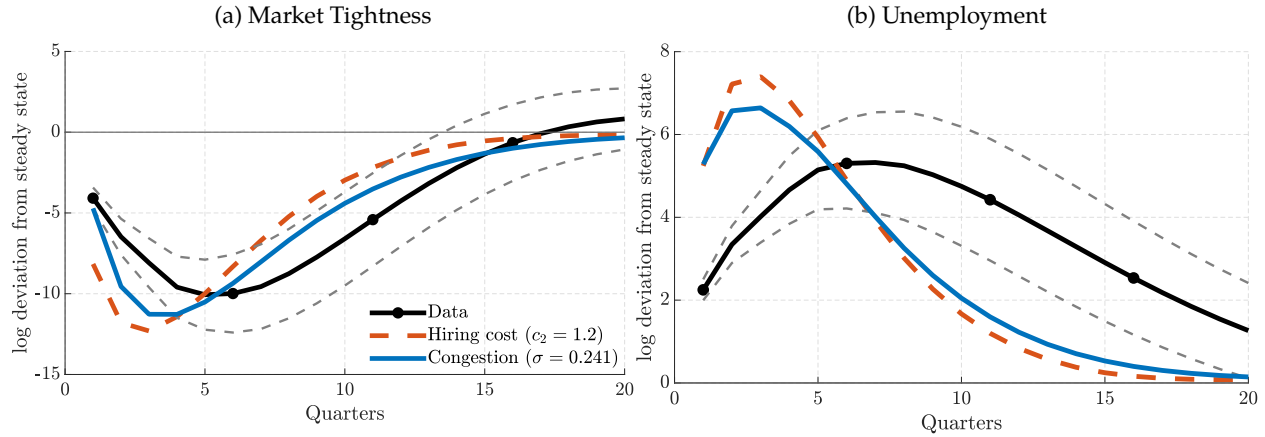 (a) Market Tightness
log deviation from steady state
5
0
-5
-10
-15
0
5
10
15
20
Quarters
Data
Hiring cost (c₂ = 1.2)
Congestion (σ = 0.241)
(b) Unemployment
log deviation from steady state
8
6
4
2
0
0
5
10
15
20
Quarters